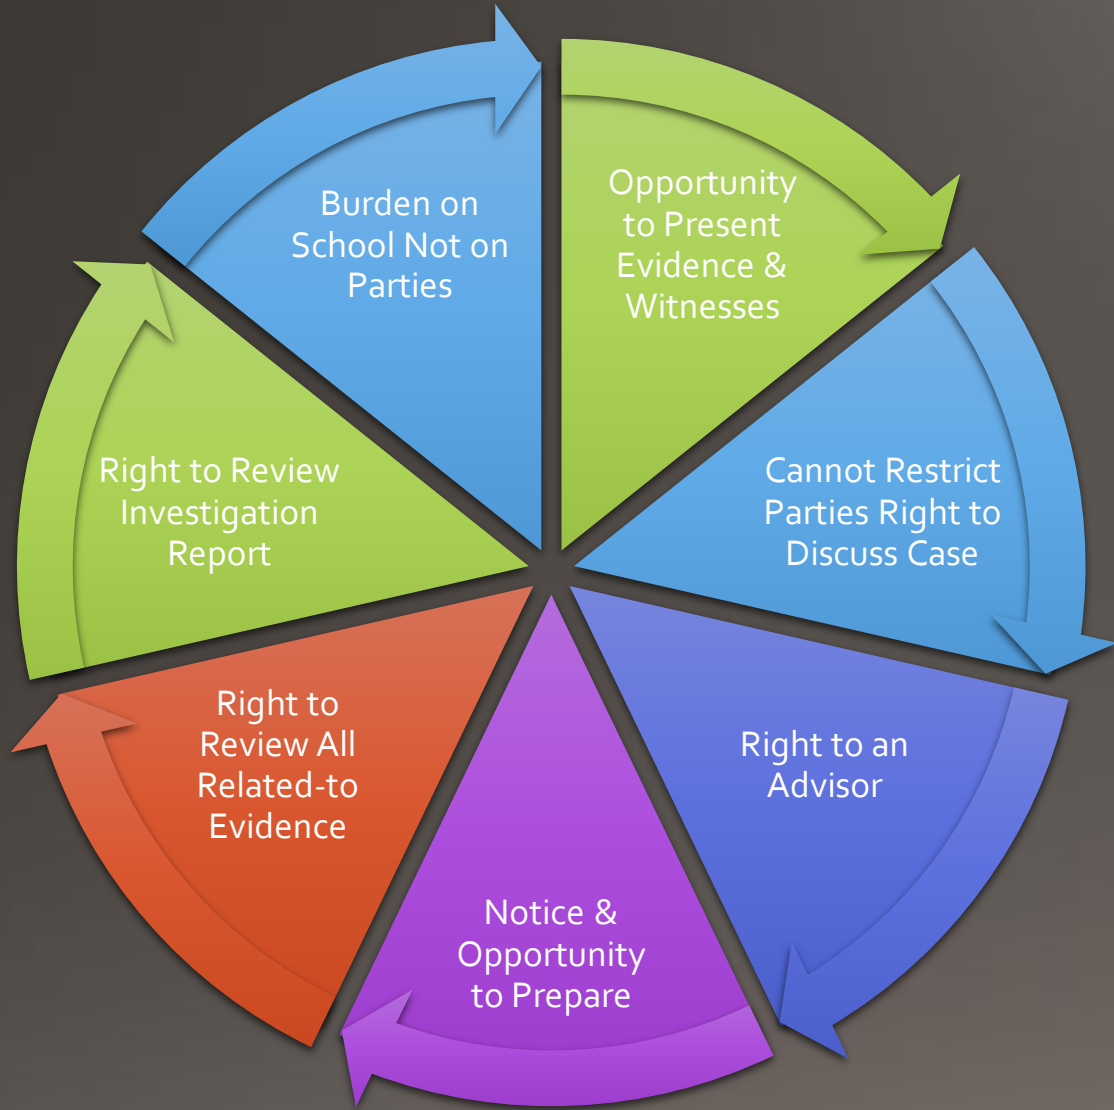 Burden on
School Not on
Parties
Opportunity
to Present
Evidence &
Witnesses
Cannot Restrict
Parties Right to
Discuss Case
Right to an
Advisor
Notice &
Opportunity
to Prepare
Right to
Review All
Related-to
Evidence
Right to Review
Investigation
Report